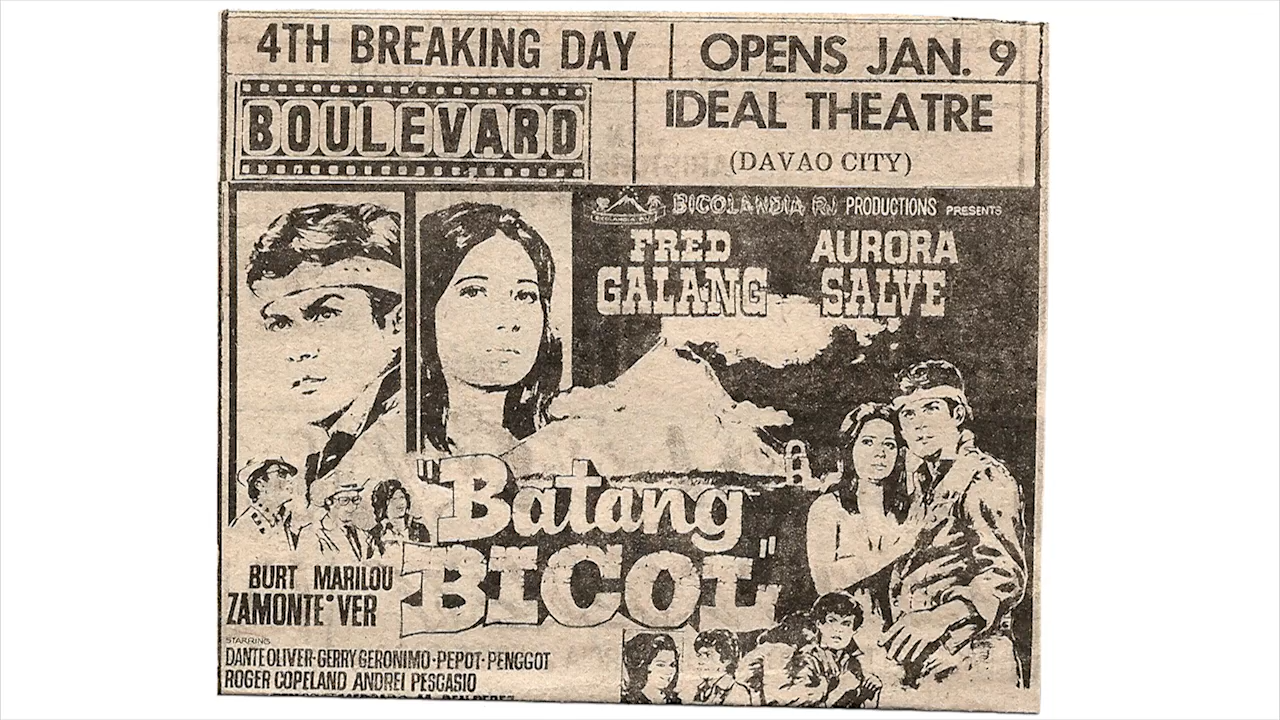 4TH BREAKING DAY
OPENS JAN. 9
BOULEVARD
IDEAL THEATRE
(DAVAO CITY)
BICOLANDIA RJ PRODUCTIONS PRESENTS
FRED GALANG
AURORA SALVE
"Batang
BICOL"
BURT ZAMONTE • MARILOU VER
STARRING
DANTE OLIVER • GERRY GERONIMO • PEPOT • PENGGOT
ROGER COPELAND ANDREI PESCASIO